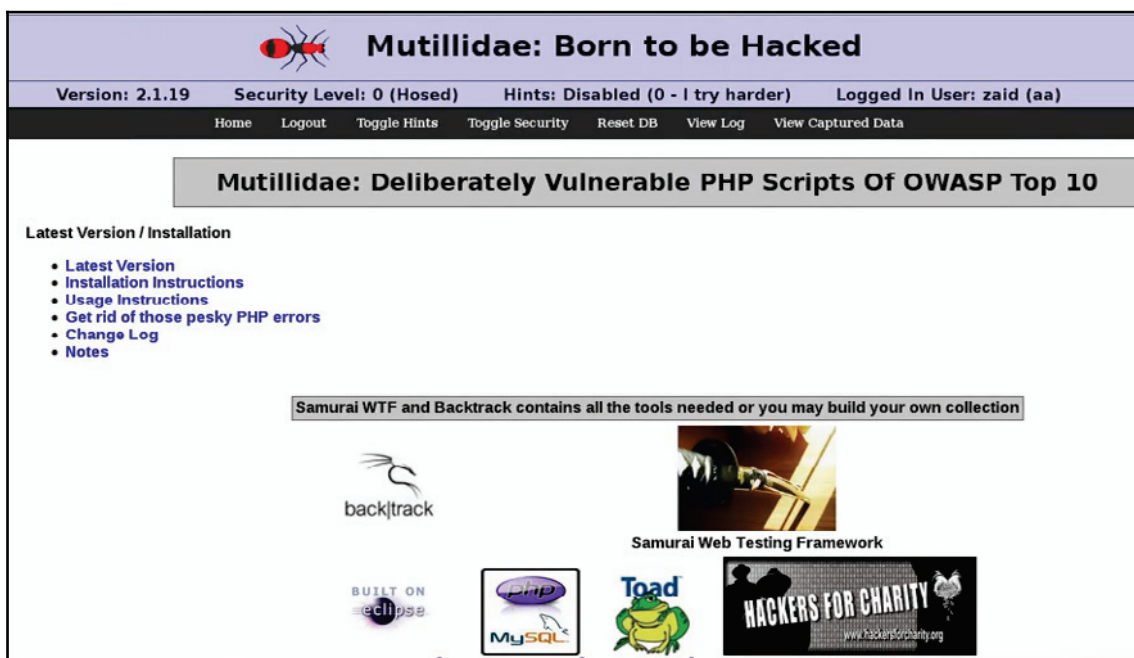 Mutillidae: Born to be Hacked
Version: 2.1.19 Security Level: 0 (Hosed) Hints: Disabled (0 - I try harder) Logged In User: zaid (aa)
Home Logout Toggle Hints Toggle Security Reset DB View Log View Captured Data
Mutillidae: Deliberately Vulnerable PHP Scripts Of OWASP Top 10
Latest Version / Installation
Latest Version
Installation Instructions
Usage Instructions
Get rid of those pesky PHP errors
Change Log
Notes
Samurai WTF and Backtrack contains all the tools needed or you may build your own collection
back|track
Samurai Web Testing Framework
BUILT ON
eclipse
php
MySQL
Toad
HACKERS FOR CHARITY
www.hackersforcharity.org